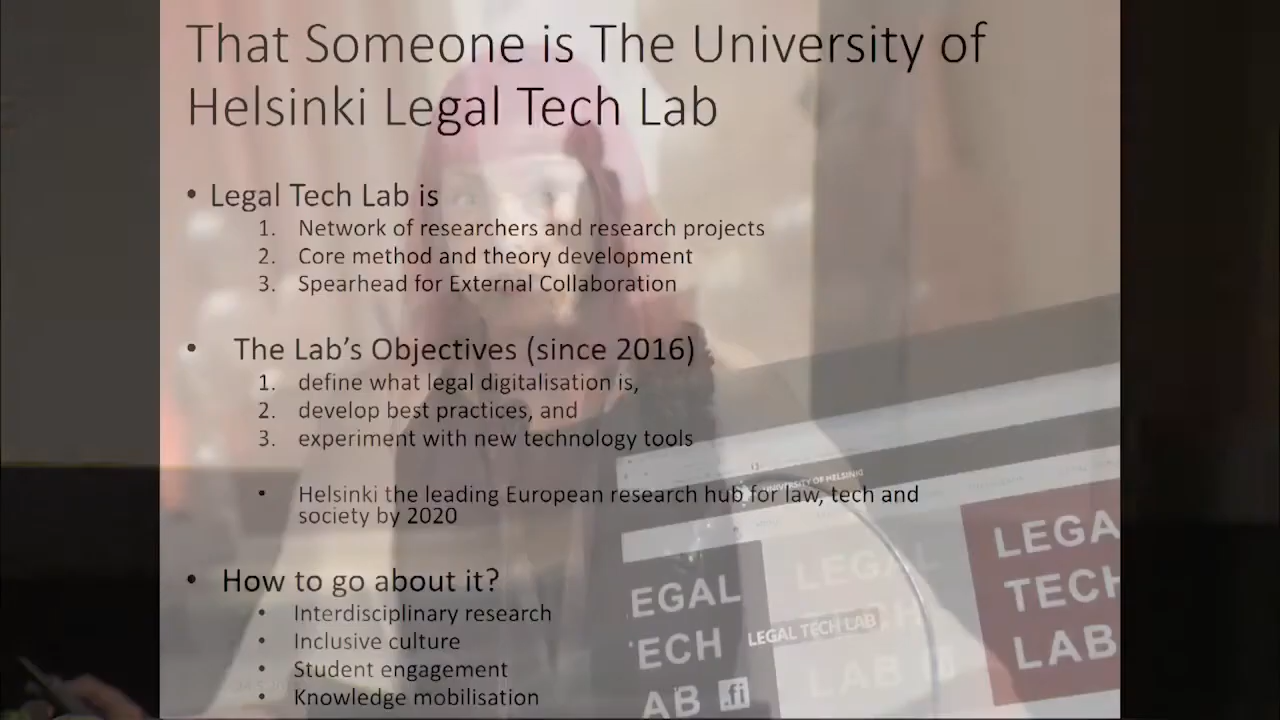 That Someone is The University of
Helsinki Legal Tech Lab
• Legal Tech Lab is
1. Network of researchers and research projects
2. Core method and theory development
3. Spearhead for External Collaboration
• The Lab's Objectives (since 2016)
1. define what legal digitalisation is,
2. develop best practices, and
3. experiment with new technology tools
• Helsinki the leading European research hub for law, tech and
society by 2020
• How to go about it?
• Interdisciplinary research
• Inclusive culture
• Student engagement
• Knowledge mobilisation
UNIVERSITY OF HELSINKI
EGAL
ECH
AB .fi
LEGAL
TECH
LAB
LEGAL TECH LAB
LEGA
TECH
LAB